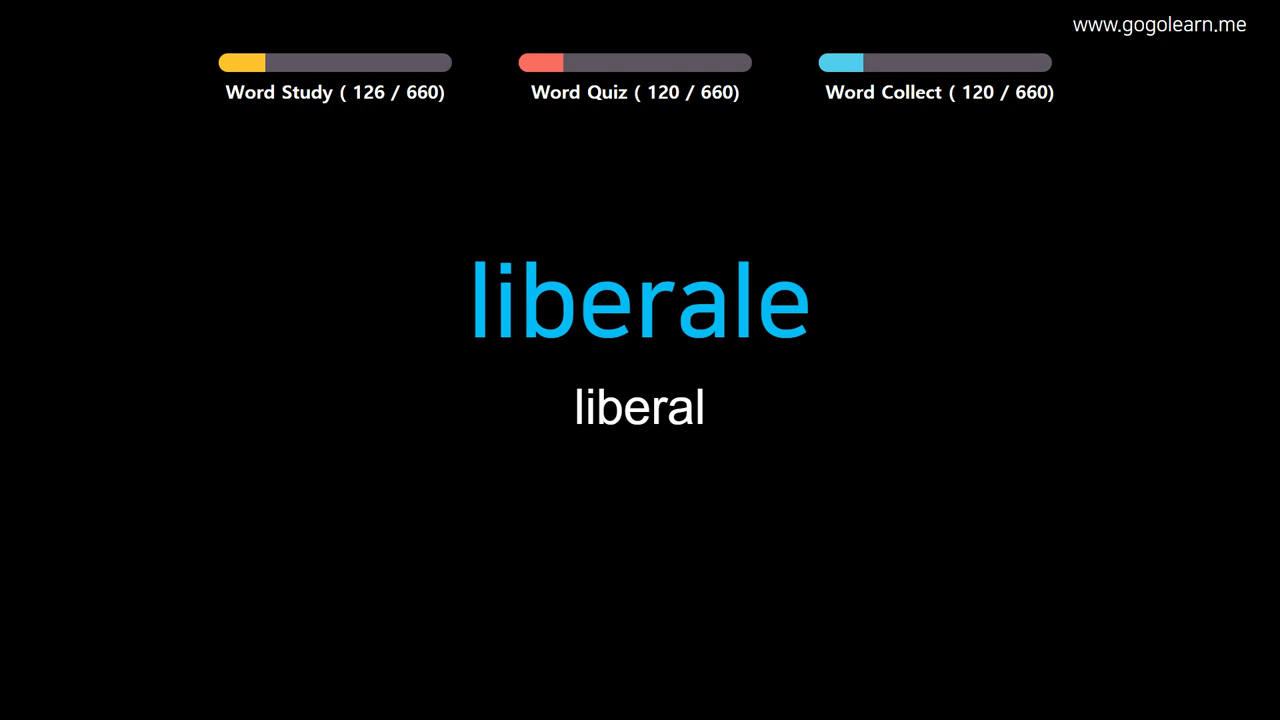 www.gogolearn.me
Word Study ( 126 / 660)
Word Quiz ( 120 / 660)
Word Collect ( 120 / 660)
liberale
liberal